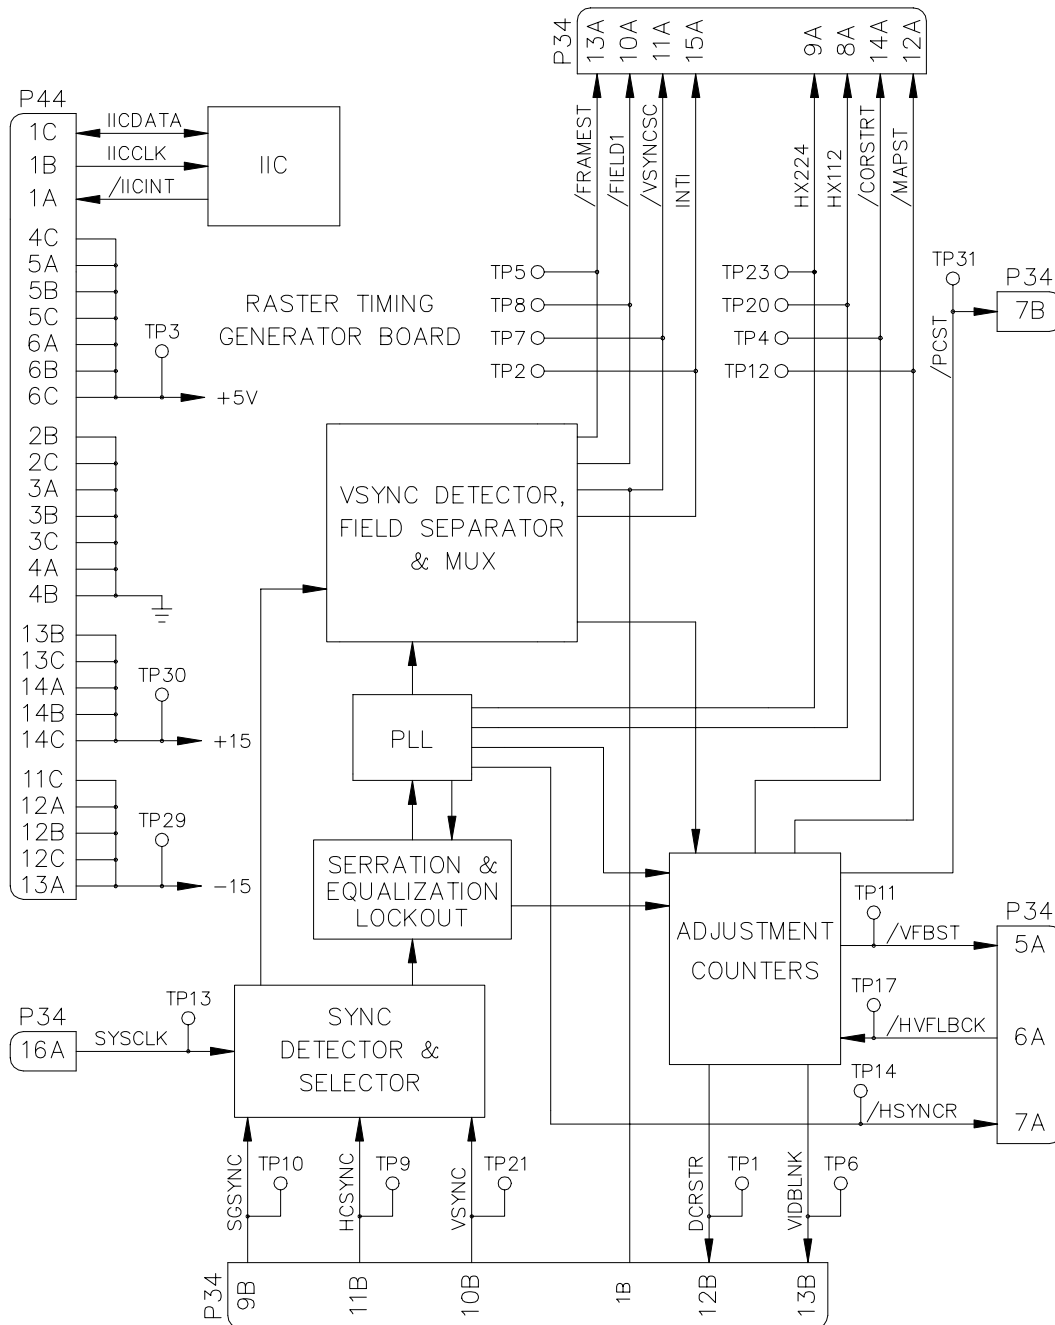 P34
13A
10A
11A
15A
9A
8A
14A
12A
/FRAMEST
/FIELD1
/VSYNCSC
INTI
HX224
HX112
/CORSTRT
/MAPST
P44
1C
1B
1A
IICDATA
IICCLK
/IICINT
IIC
4C
5A
5B
5C
6A
6B
6C
TP3
+5V
RASTER TIMING
GENERATOR BOARD
TP5
TP8
TP7
TP2
TP23
TP20
TP4
TP12
TP31
/PCST
P34
7B
2B
2C
3A
3B
3C
4A
4B
VSYNC DETECTOR,
FIELD SEPARATOR
& MUX
13B
13C
14A
14B
14C
TP30
+15
PLL
11C
12A
12B
12C
13A
TP29
-15
SERRATION &
EQUALIZATION
LOCKOUT
ADJUSTMENT
COUNTERS
TP11
/VFBST
TP17
/HVFLBCK
TP14
/HSYNCR
P34
5A
6A
7A
P34
16A
SYSCLK
TP13
SYNC
DETECTOR &
SELECTOR
SGSYNC
TP10
HCSYNC
TP9
VSYNC
TP21
DCRSTR
TP1
VIDBLNK
TP6
P34
9B
11B
10B
1B
12B
13B